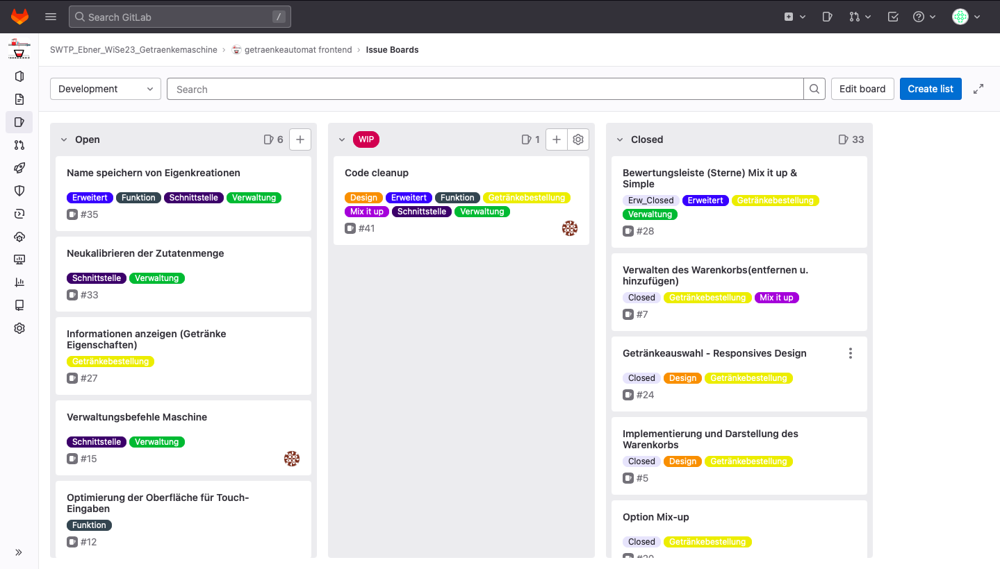 Search GitLab
/
SWTP_Ebner_WiSe23_Getraenkemaschine › getraenkeautomat frontend › Issue Boards
Development
Search
Edit board
Create list
Open
6
Name speichern von Eigenkreationen
Erweitert Funktion Schnittstelle Verwaltung
#35
Neukalibrieren der Zutatenmenge
Schnittstelle Verwaltung
#33
Informationen anzeigen (Getränke
Eigenschaften)
Getränkebestellung
#27
Verwaltungsbefehle Maschine
Schnittstelle Verwaltung
#15
Optimierung der Oberfläche für Touch-
Eingaben
Funktion
#12
WIP
1
Code cleanup
Design Erweitert Funktion Getränkebestellung
Mix it up Schnittstelle Verwaltung
#41
Closed
33
Bewertungsleiste (Sterne) Mix it up &
Simple
Erw_Closed Erweitert Getränkebestellung
Verwaltung
#28
Verwalten des Warenkorbs(entfernen u.
hinzufügen)
Closed Getränkebestellung Mix it up
#7
Getränkeauswahl - Responsives Design
Closed Design Getränkebestellung
#24
Implementierung und Darstellung des
Warenkorbs
Closed Design Getränkebestellung
#5
Option Mix-up
Closed Getränkebestellung